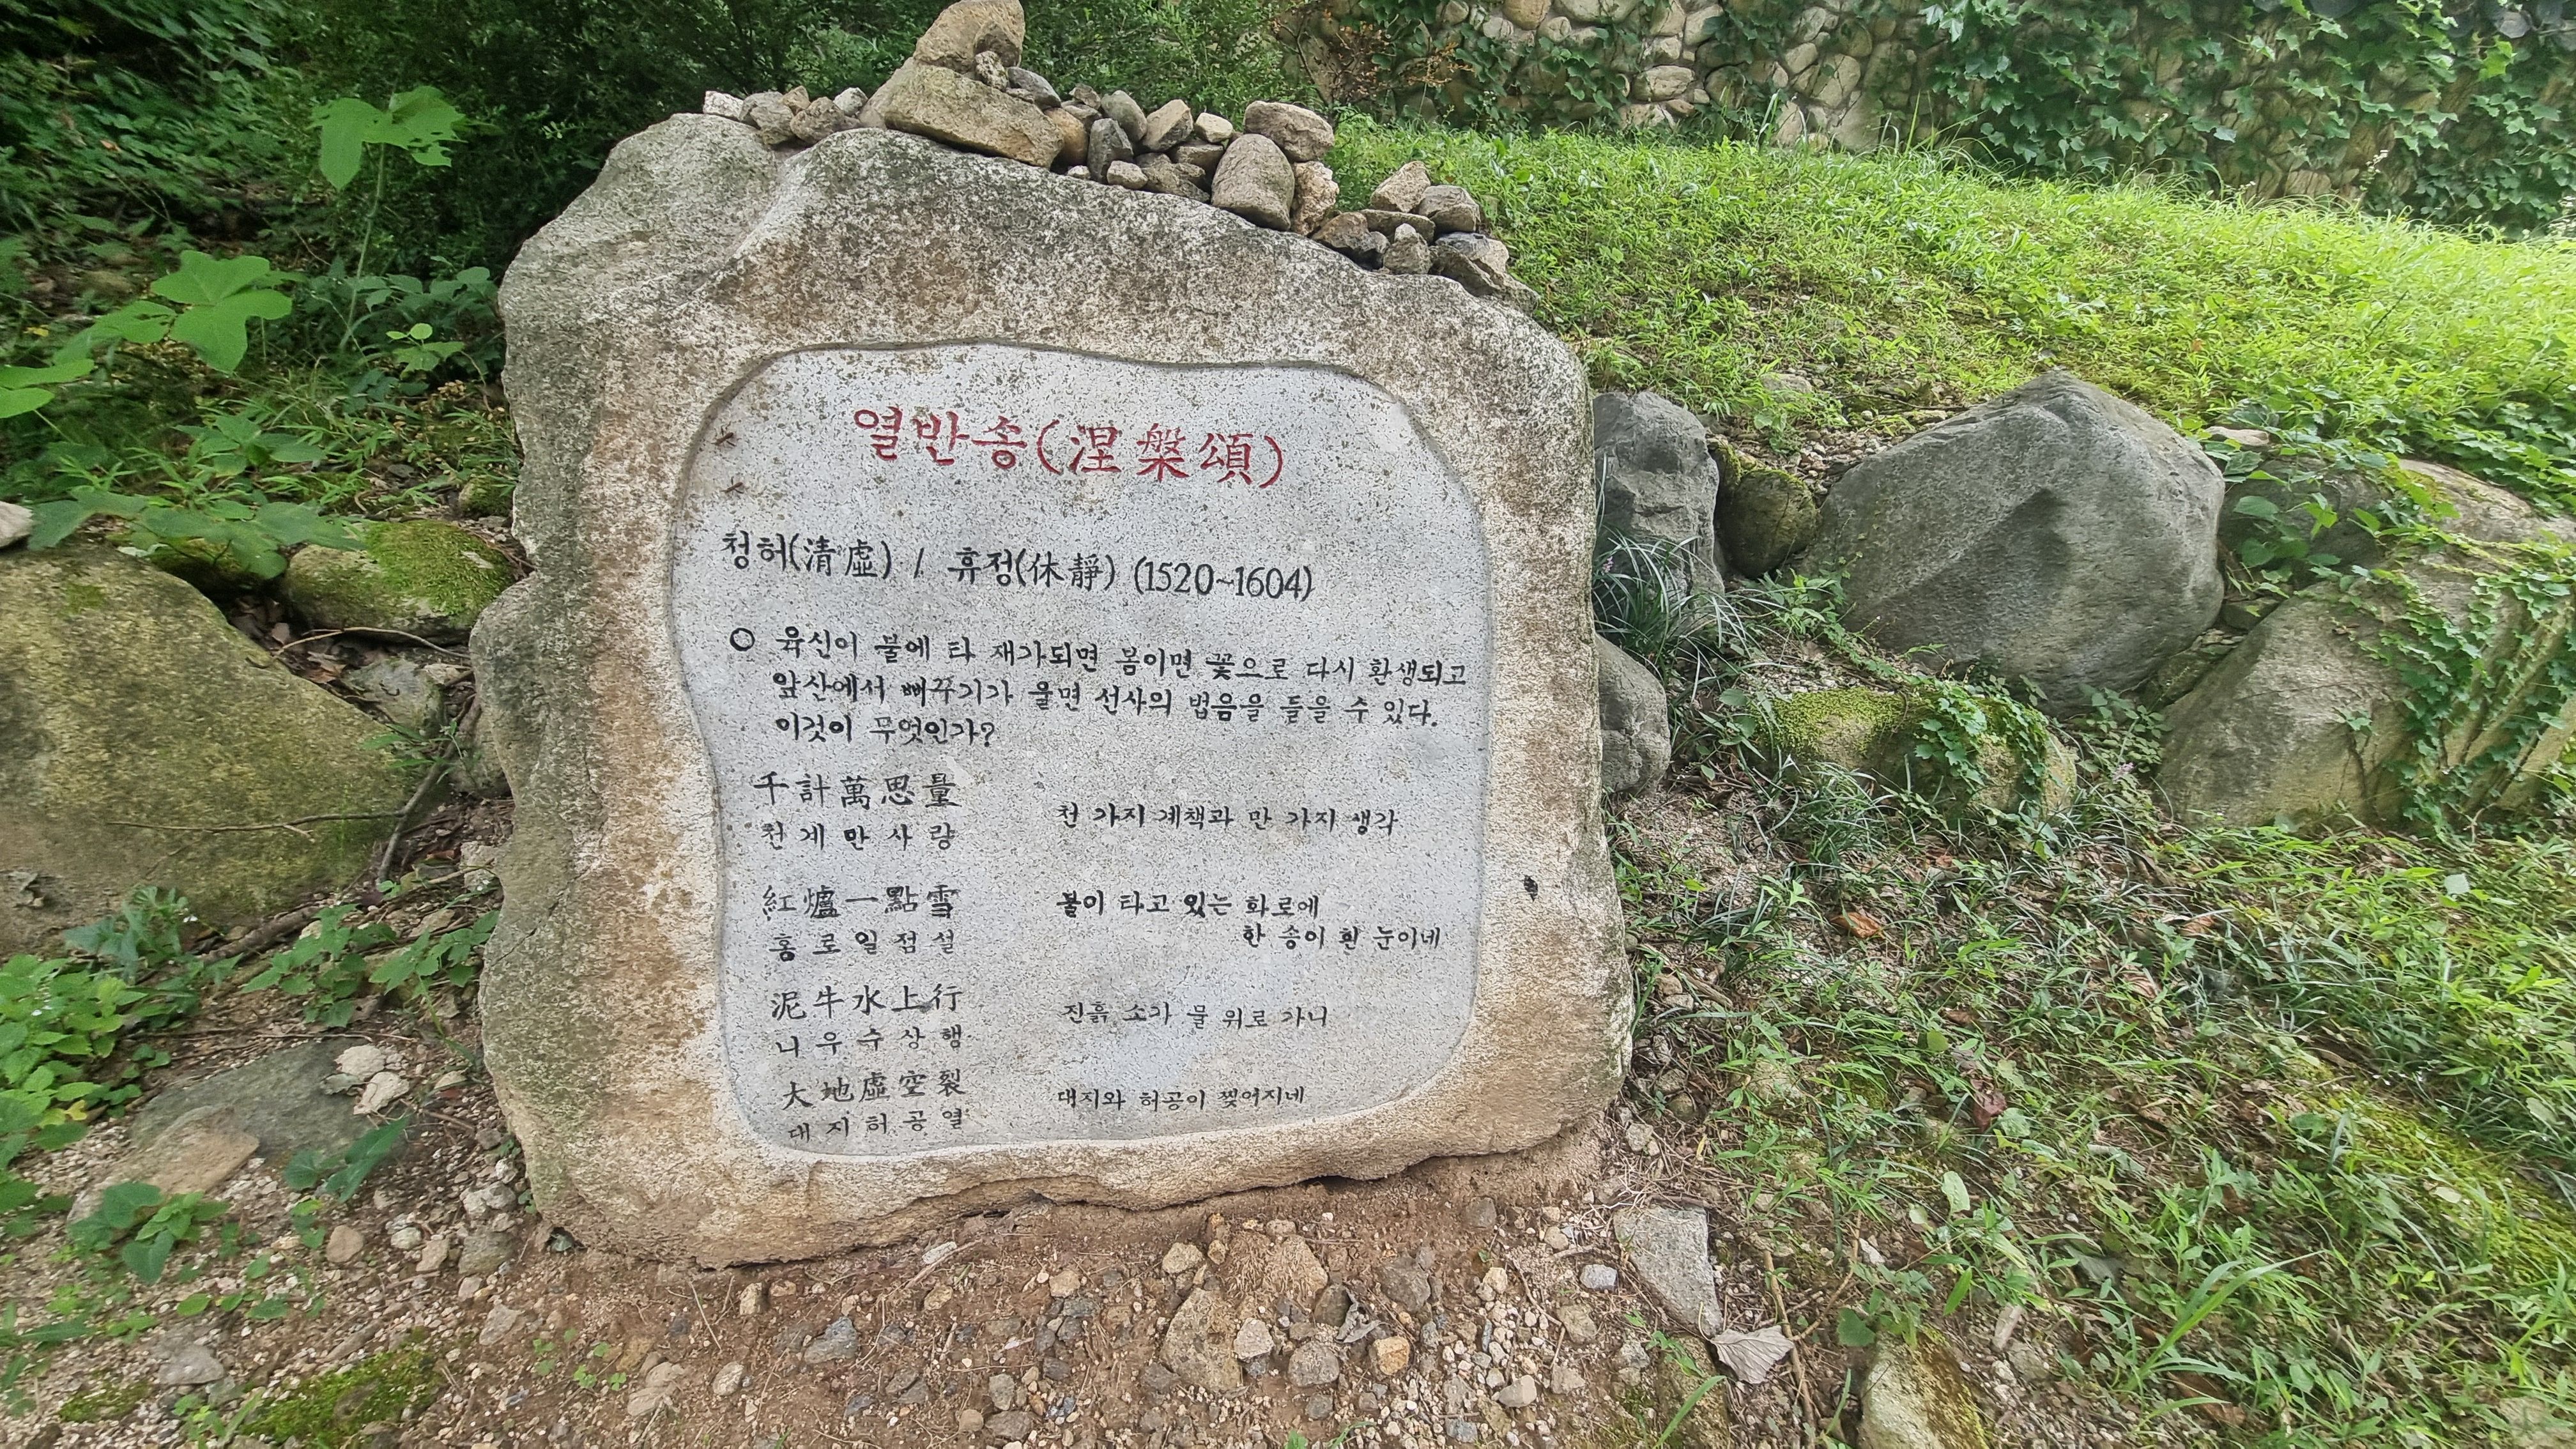 열반송(涅槃頌)
청허(清虛) / 휴정(休靜) (1520~1604)
○ 육신이 불에 타 재가되면 봄이면 꽃으로 다시 환생되고
앞산에서 뻐꾸기가 울면 선사의 법음을 들을 수 있다.
이것이 무엇인가?
千計萬思量
천계만사량
천 가지 계책과 만 가지 생각
紅爐一點雪
홍로일점설
불이 타고 있는 화로에
한 송이 흰 눈이네
泥牛水上行
니우수상행
진흙 소가 물 위로 가니
大地虛空裂
대지허공열
대지와 허공이 찢어지네